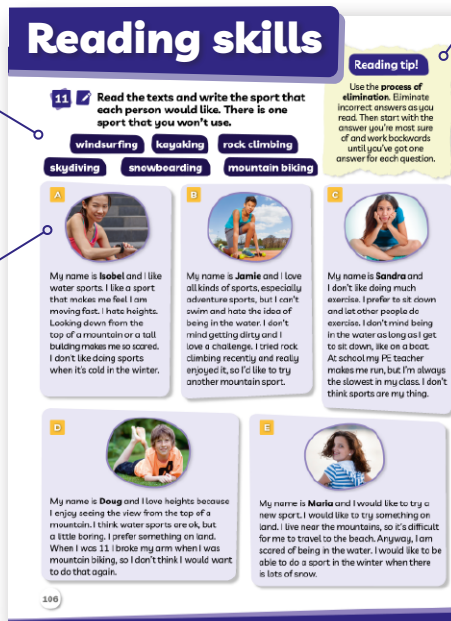 Reading skills
Reading tip!
Use the process of
elimination. Eliminate
incorrect answers as you
read. Then start with the
answer you're most sure
of and work backwards
until you've got one
answer for each question.
11 Read the texts and write the sport that
each person would like. There is one
sport that you won't use.
windsurfing kayaking rock climbing
skydiving snowboarding mountain biking
A
My name is Isobel and I like
water sports. I like a sport
that makes me feel I am
moving fast. I hate heights.
Looking down from the
top of a mountain or a tall
building makes me so scared.
I don't like doing sports
when it's cold in the winter.
B
My name is Jamie and I love
all kinds of sports, especially
adventure sports, but I can't
swim and hate the idea of
being in the water. I don't
mind getting dirty and I
love a challenge. I tried rock
climbing recently and really
enjoyed it, so I'd like to try
another mountain sport.
C
My name is Sandra and
I don't like doing much
exercise. I prefer to sit down
and let other people do
exercise. I don't mind being
in the water as long as I get
to sit down, like on a boat.
At school my PE teacher
makes me run, but I'm always
the slowest in my class. I don't
think sports are my thing.
D
My name is Doug and I love heights because
I enjoy seeing the view from the top of a
mountain. I think water sports are ok, but
a little boring. I prefer something on land.
When I was 11 I broke my arm when I was
mountain biking, so I don't think I would want
to do that again.
E
My name is Maria and I would like to try a
new sport. I would like to try something on
land. I live near the mountains, so it's difficult
for me to travel to the beach. Anyway, I am
scared of being in the water. I would like to be
able to do a sport in the winter when there
is lots of snow.
106